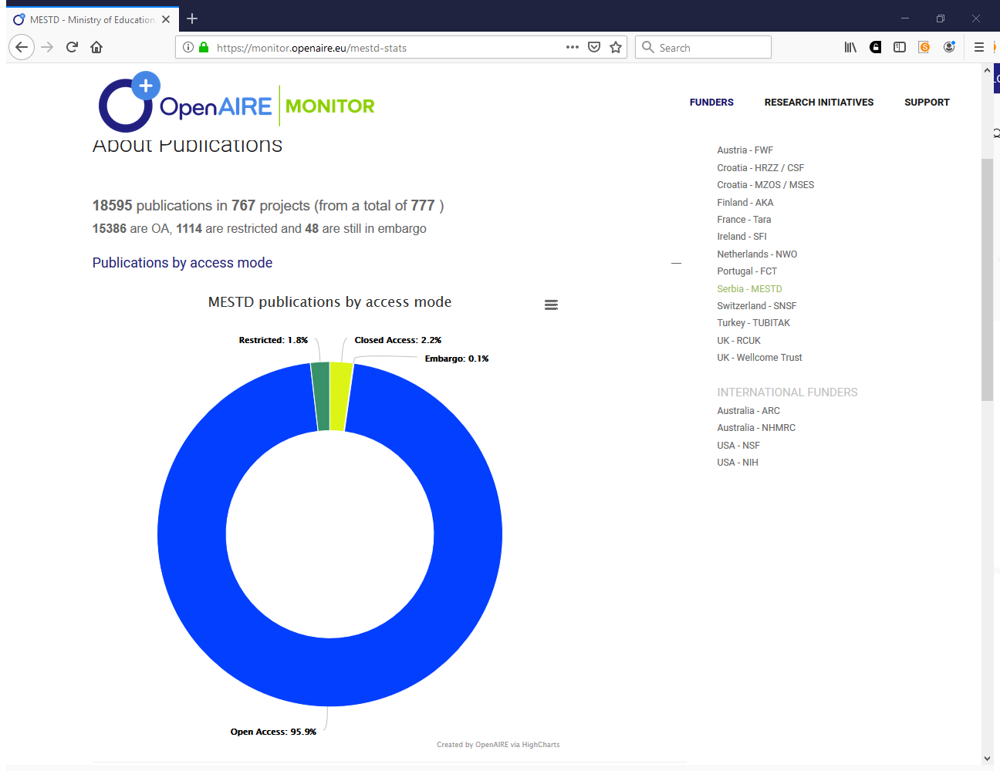 MESTD - Ministry of Education,
https://monitor.openaire.eu/mestd-stats
Search
OpenAIRE MONITOR
FUNDERS
RESEARCH INITIATIVES
SUPPORT
About Publications
18595 publications in 767 projects (from a total of 777 )
15386 are OA, 1114 are restricted and 48 are still in embargo
Publications by access mode
MESTD publications by access mode
Restricted: 1.8%
Closed Access: 2.2%
Embargo: 0.1%
Open Access: 95.9%
Created by OpenAIRE via HighCharts
Austria - FWF
Croatia - HRZZ / CSF
Croatia - MZOS / MSES
Finland - AKA
France - Tara
Ireland - SFI
Netherlands - NWO
Portugal - FCT
Serbia - MESTD
Switzerland - SNSF
Turkey - TUBITAK
UK - RCUK
UK - Wellcome Trust
INTERNATIONAL FUNDERS
Australia - ARC
Australia - NHMRC
USA - NSF
USA - NIH